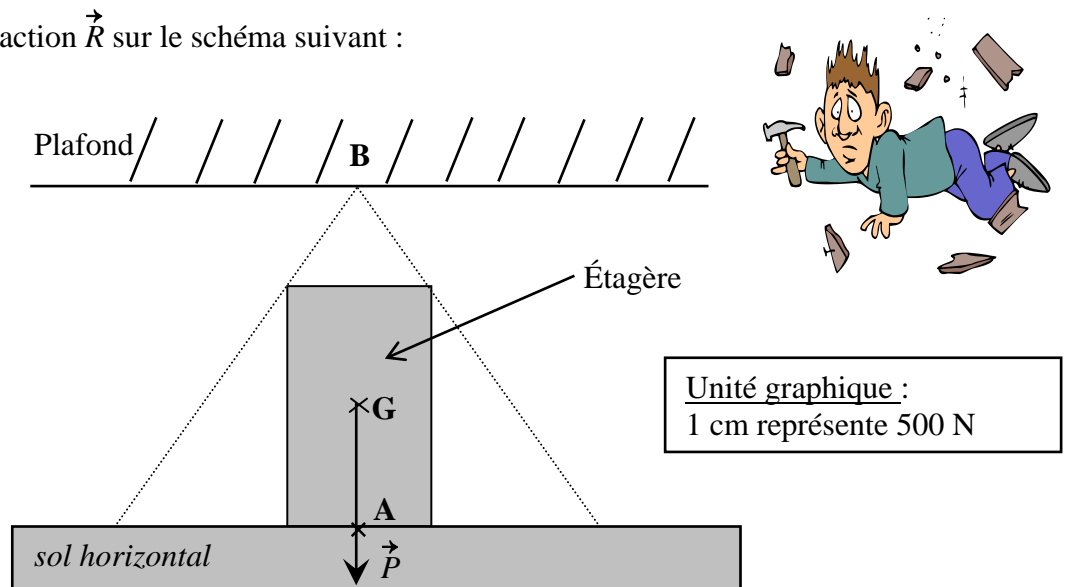 action R⃗ sur le schéma suivant :
Plafond
B
Étagère
G
Unité graphique :
1 cm représente 500 N
A
sol horizontal
P⃗